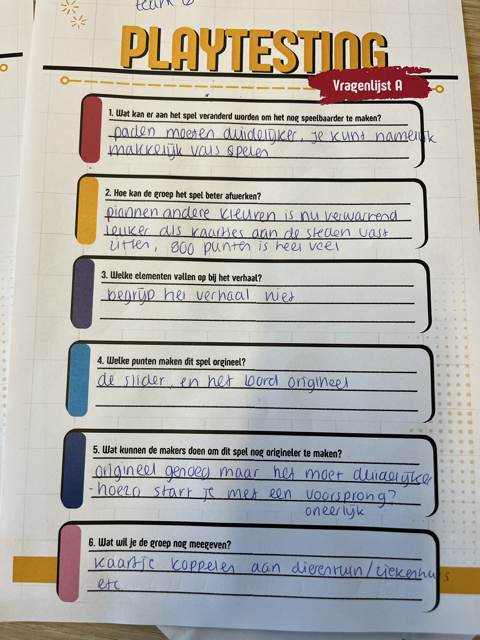 team
PLAYTESTING
Vragenlijst A
1. Wat kan er aan het spel veranderd worden om het nog speelbaarder te maken?
paden moeten duidelijker, je kunt namelijk
makkelijk vals spelen
2. Hoe kan de groep het spel beter afwerken?
piannen andere kleuren is nu verwarrend
leuker als kaartjes aan de steden vast
zitten, 800 punten is heel veel
3. Welke elementen vallen op bij het verhaal?
begrijp het verhaal niet
4. Welke punten maken dit spel orgineel?
de slider, en het bord origineel
5. Wat kunnen de makers doen om dit spel nog origineler te maken?
origineel genoeg maar het moet duidelijker
-hoezo start je met een voorsprong?
oneerlijk
6. Wat wil je de groep nog meegeven?
kaartje koppelen aan dierentuin/ziekenhuis
etc